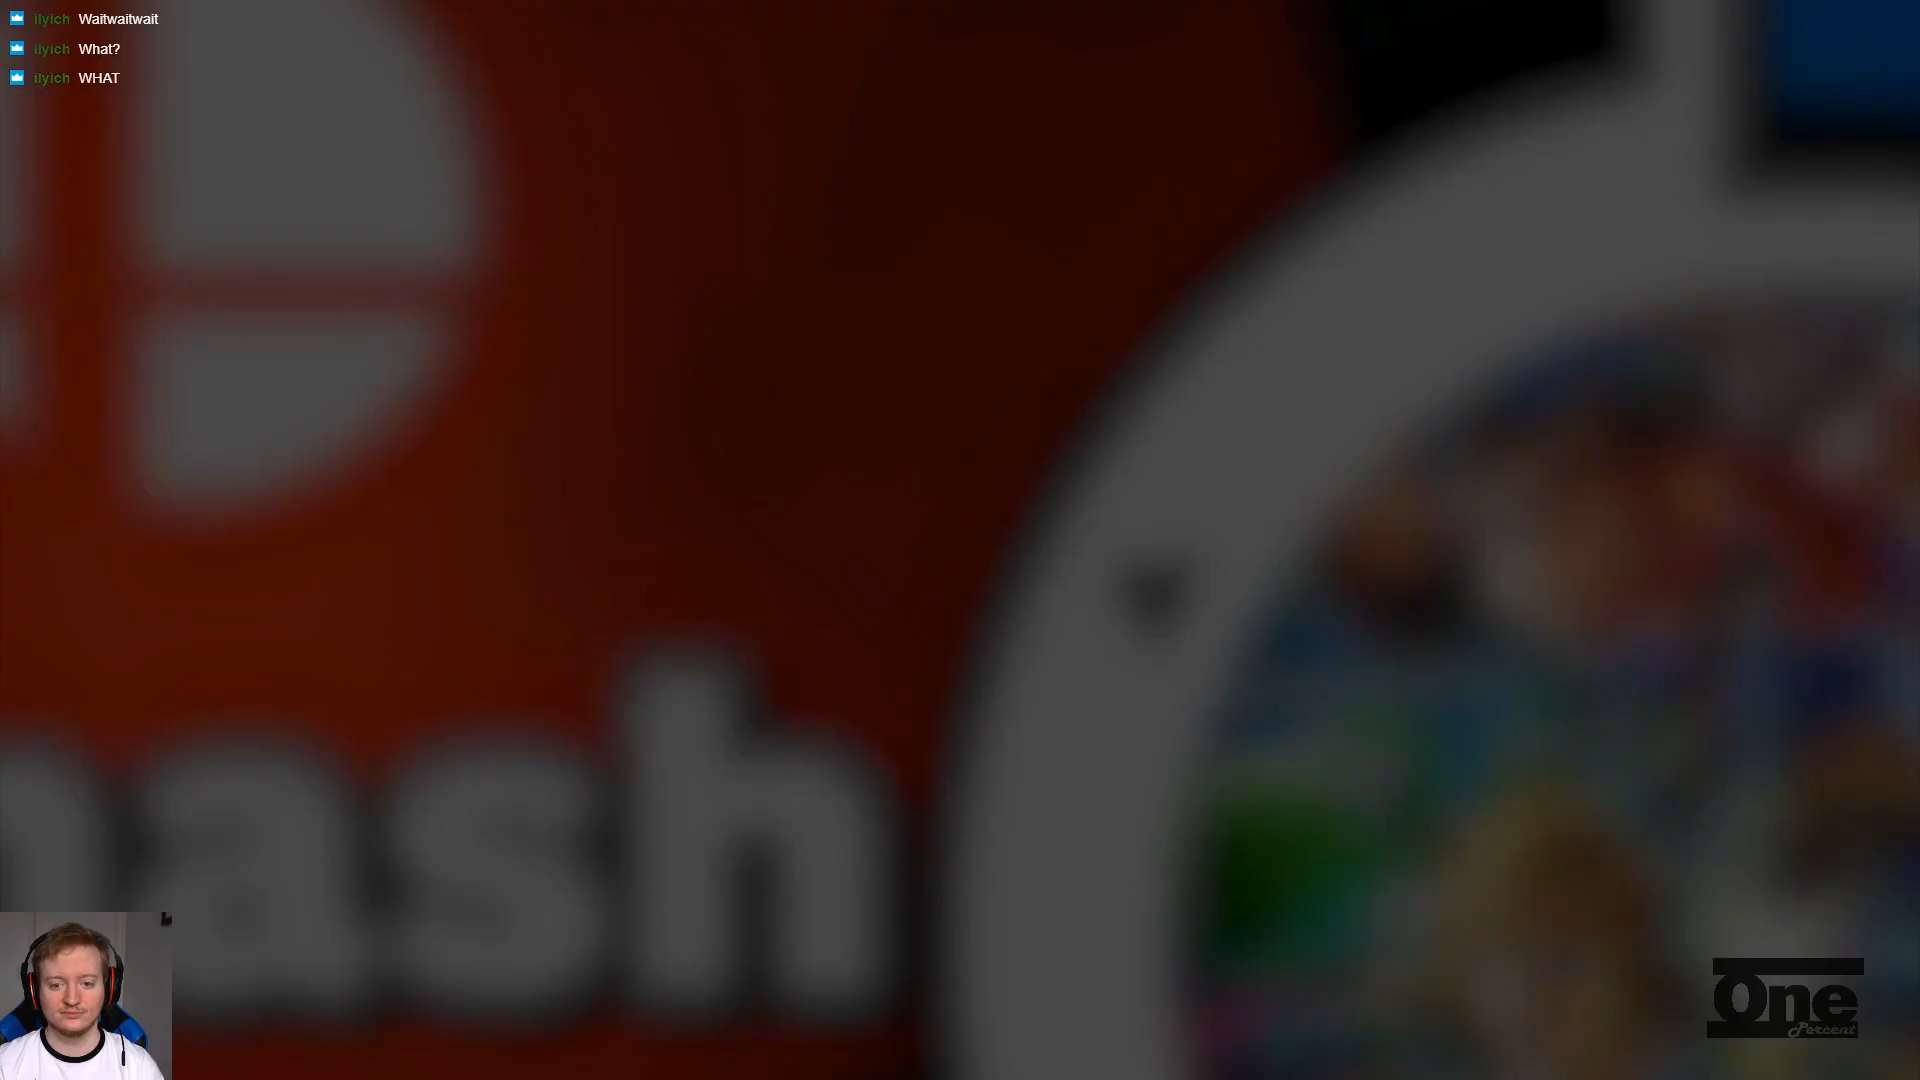 ilyich Waitwaitwait
ilyich What?
ilyich WHAT
ash
One
Percent